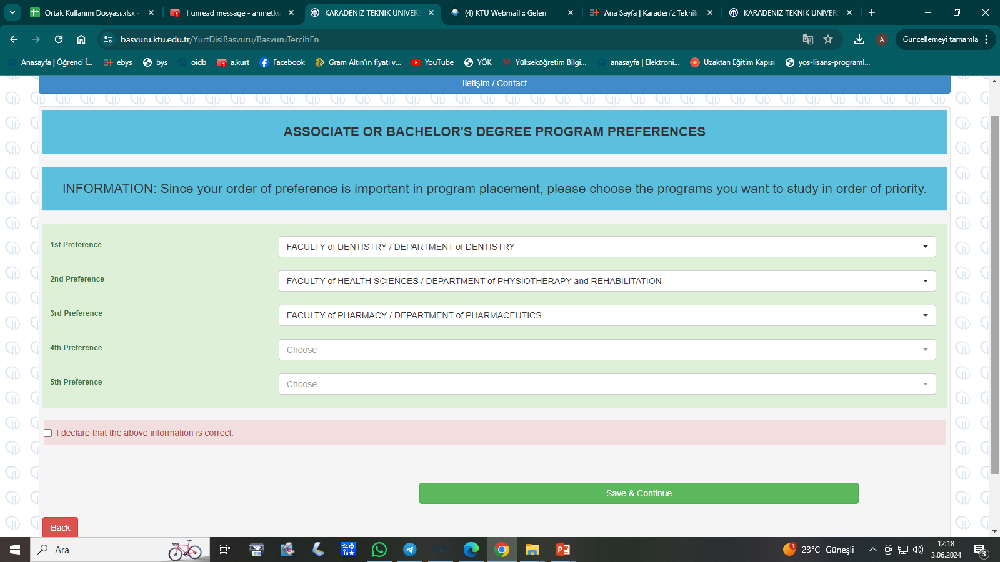 Ortak Kullanım Dosyası.xlsx -
1 unread message - ahmetku
KARADENİZ TEKNİK ÜNİVERS
(4) KTÜ Webmail :: Gelen
Ana Sayfa | Karadeniz Teknik
KARADENİZ TEKNİK ÜNİVERS
basvuru.ktu.edu.tr/YurtDisiBasvuru/BasvuruTercihEn
A
Güncellemeyi tamamla
Anasayfa | Öğrenci İ...
ebys
bys
oidb
a.kurt
Facebook
Gram Altın'ın fiyatı v...
YouTube
YÖK
Yükseköğretim Bilgi...
anasayfa | Elektroni...
Uzaktan Eğitim Kapısı
yos-lisans-programl...
İletişim / Contact
ASSOCIATE OR BACHELOR'S DEGREE PROGRAM PREFERENCES
INFORMATION: Since your order of preference is important in program placement, please choose the programs you want to study in order of priority.
1st Preference
FACULTY of DENTISTRY / DEPARTMENT of DENTISTRY
2nd Preference
FACULTY of HEALTH SCIENCES / DEPARTMENT of PHYSIOTHERAPY and REHABILITATION
3rd Preference
FACULTY of PHARMACY / DEPARTMENT of PHARMACEUTICS
4th Preference
Choose
5th Preference
Choose
I declare that the above information is correct.
Save & Continue
Back
Ara
1
23°C Güneşli
12:18
3.06.2024
3